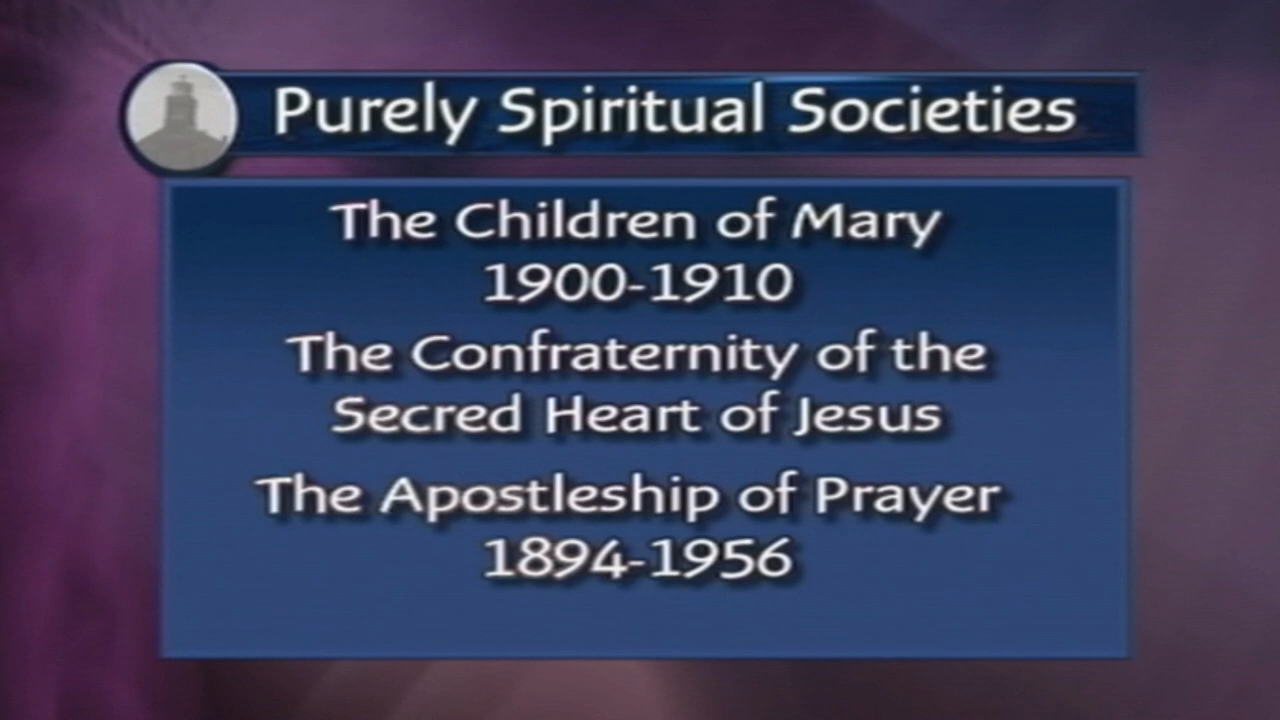 Purely Spiritual Societies
The Children of Mary
1900-1910
The Confraternity of the
Secred Heart of Jesus
The Apostleship of Prayer
1894-1956